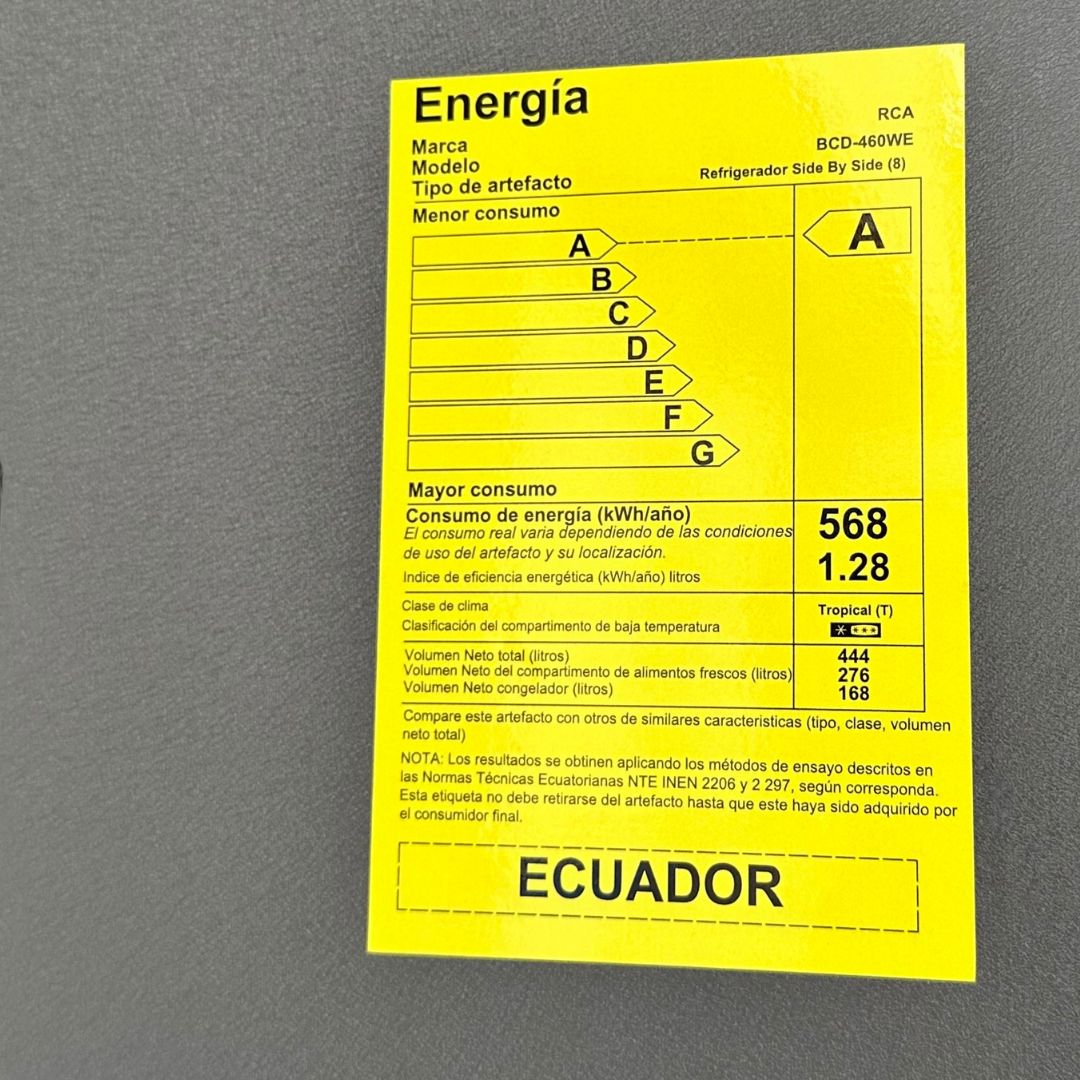 Energía
Marca RCA
Modelo BCD-460WE
Tipo de artefacto Refrigerador Side By Side (8)
Menor consumo
A A
B
C
D
E
F
G
Mayor consumo
Consumo de energía (kWh/año) 568
El consumo real varia dependiendo de las condiciones
de uso del artefacto y su localización.
Indice de eficiencia energética (kWh/año) litros 1.28
Clase de clima Tropical (T)
Clasificación del compartimento de baja temperatura * ***
Volumen Neto total (litros) 444
Volumen Neto del compartimento de alimentos frescos (litros) 276
Volumen Neto congelador (litros) 168
Compare este artefacto con otros de similares caracteristicas (tipo, clase, volumen
neto total)
NOTA: Los resultados se obtinen aplicando los métodos de ensayo descritos en
las Normas Técnicas Ecuatorianas NTE INEN 2206 y 2 297, según corresponda.
Esta etiqueta no debe retirarse del artefacto hasta que este haya sido adquirido por
el consumidor final.
ECUADOR